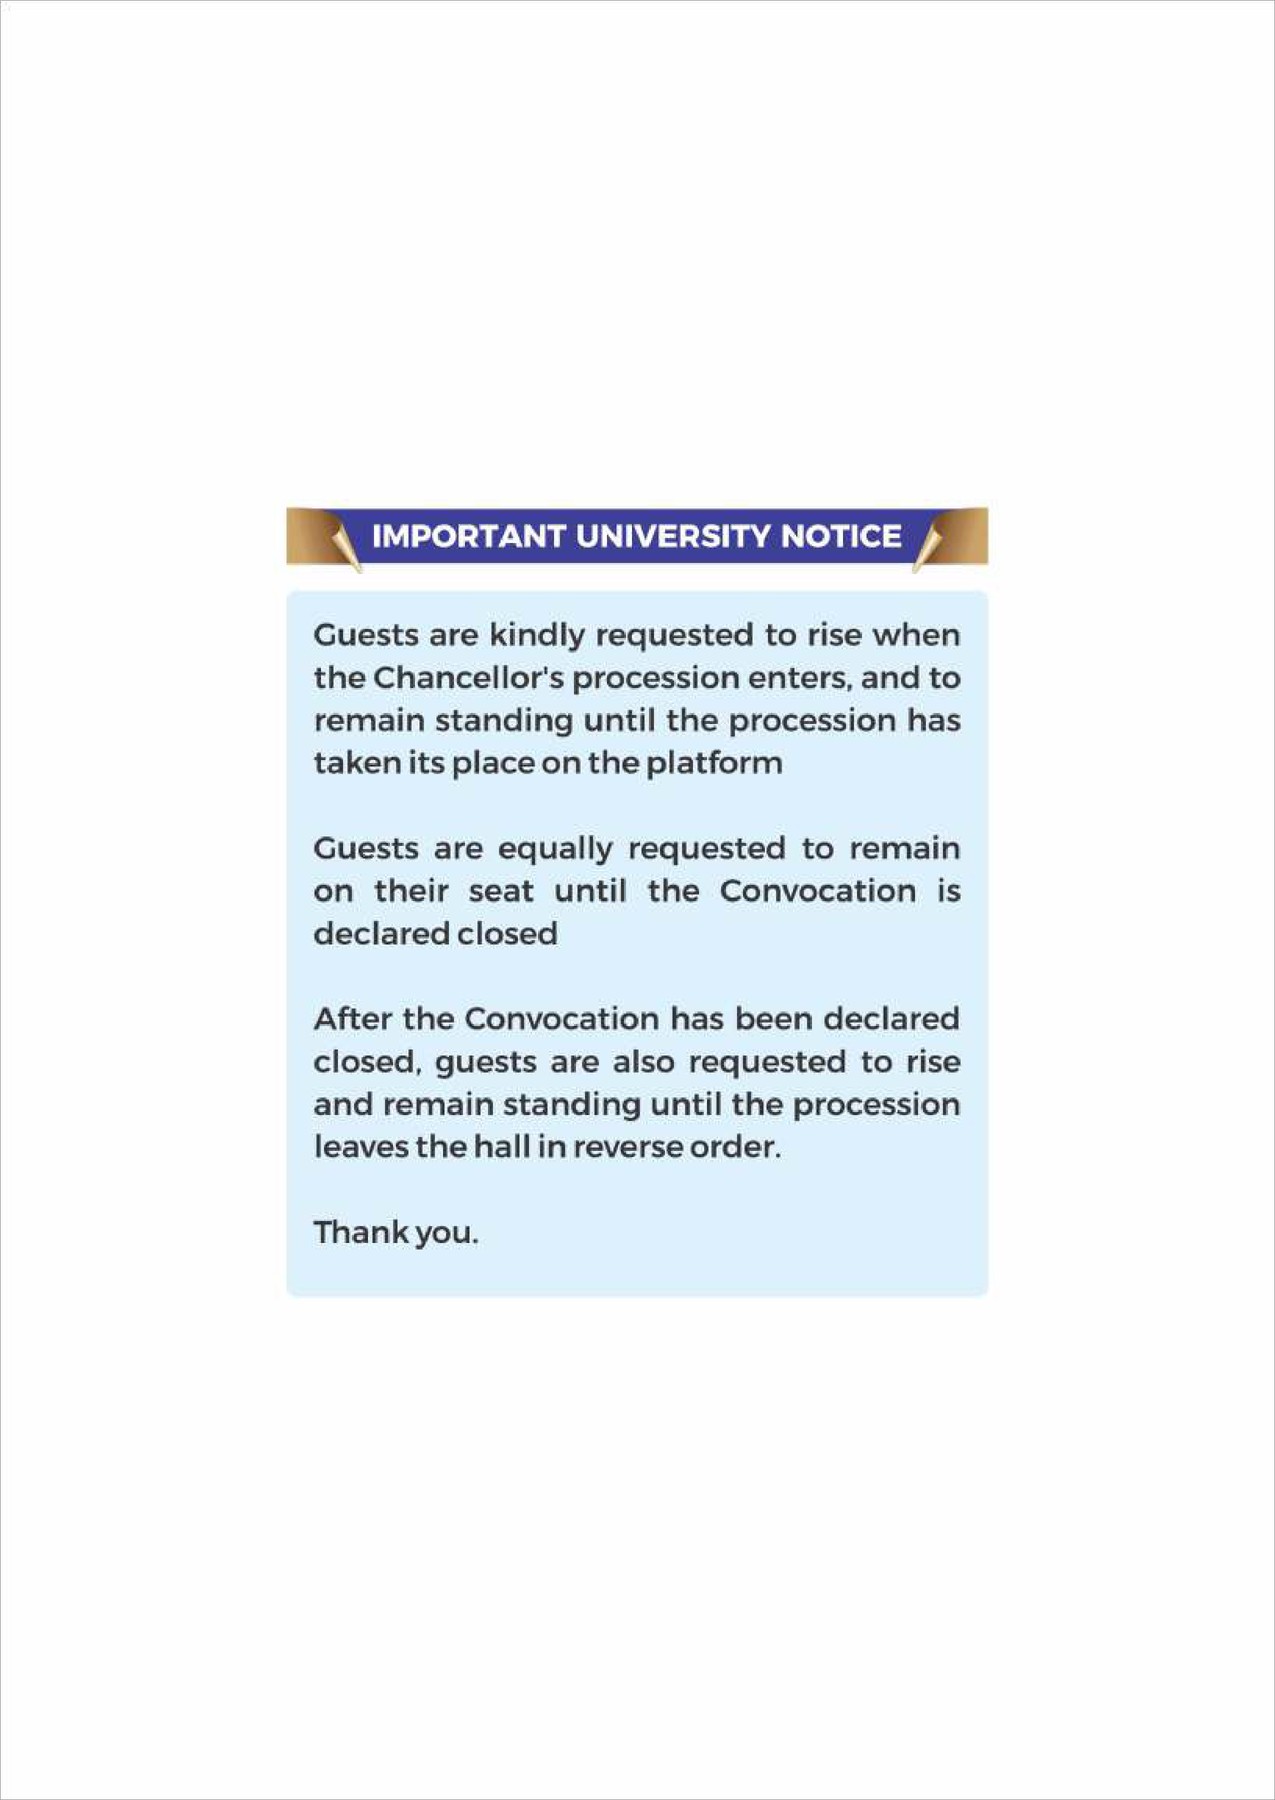 IMPORTANT UNIVERSITY NOTICE
Guests are kindly requested to rise when
the Chancellor's procession enters, and to
remain standing until the procession has
taken its place on the platform
Guests are equally requested to remain
on their seat until the Convocation is
declared closed
After the Convocation has been declared
closed, guests are also requested to rise
and remain standing until the procession
leaves the hall in reverse order.
Thank you.